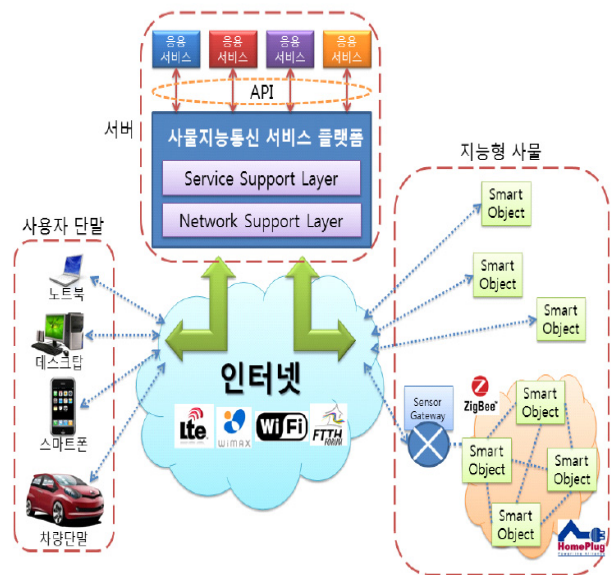 응용
서비스
응용
서비스
응용
서비스
응용
서비스
API
서버
사물지능통신 서비스 플랫폼
Service Support Layer
Network Support Layer
사용자 단말
노트북
데스크탑
스마트폰
차량단말
인터넷
Lte
WiMAX
Wi Fi
FTTH
FORUM
지능형 사물
Smart
Object
Smart
Object
Smart
Object
Sensor
Gateway
ZigBee™
Smart
Object
Smart
Object
Smart
Object
Smart
Object
HomePlug